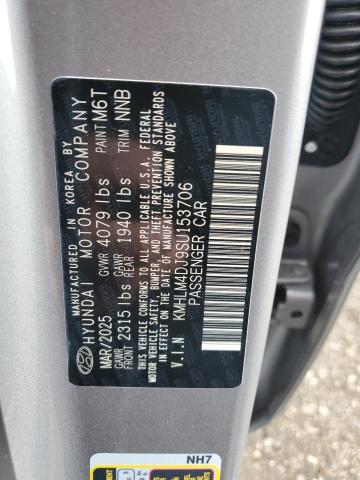 MANUFACTURED IN KOREA BY
HYUNDAI MOTOR COMPANY
MAR/2025 GVWR 4079 lbs PAINT M6T
GAWR FRONT 2315 lbs GAWR REAR 1940 lbs TRIM NNB
THIS VEHICLE CONFORMS TO ALL APPLICABLE U.S.A. FEDERAL
MOTOR VEHICLE SAFETY, BUMPER, AND THEFT PREVENTION STANDARDS
IN EFFECT ON THE DATE OF MANUFACTURE SHOWN ABOVE
V.I.N KMHLM4DJ9SU153706
PASSENGER CAR
NH7